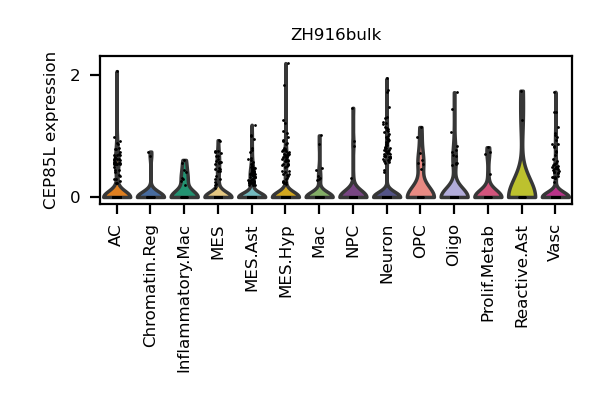 ZH916bulk
CEP85L expression
2
0
AC
Chromatin.Reg
Inflammatory.Mac
MES
MES.Ast
MES.Hyp
Mac
NPC
Neuron
OPC
Oligo
Prolif.Metab
Reactive.Ast
Vasc